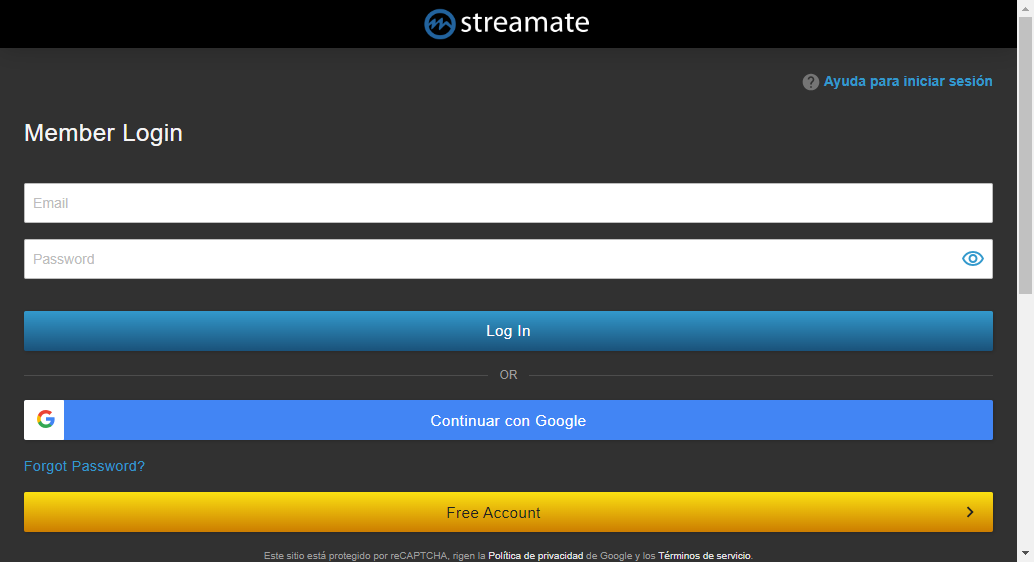 streamate
Ayuda para iniciar sesión
Member Login
Email
Password
Log In
OR
Continuar con Google
Forgot Password?
Free Account
Este sitio está protegido por reCAPTCHA, rigen la Política de privacidad de Google y los Términos de servicio.